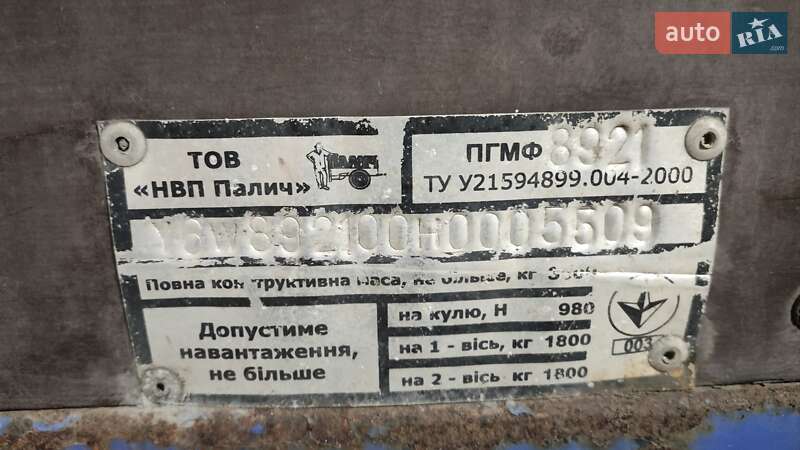 auto RIA .com
ТОВ
«НВП Палич»
ПАЛИЧ
ПГМФ 8921
ТУ У21594899.004-2000
Y6W892100H0005509
Повна конструктивна маса, не більше, кг
Допустиме
навантаження,
не більше
на кулю, Н 980
на 1 - вісь, кг 1800
на 2 - вісь, кг 1800
003